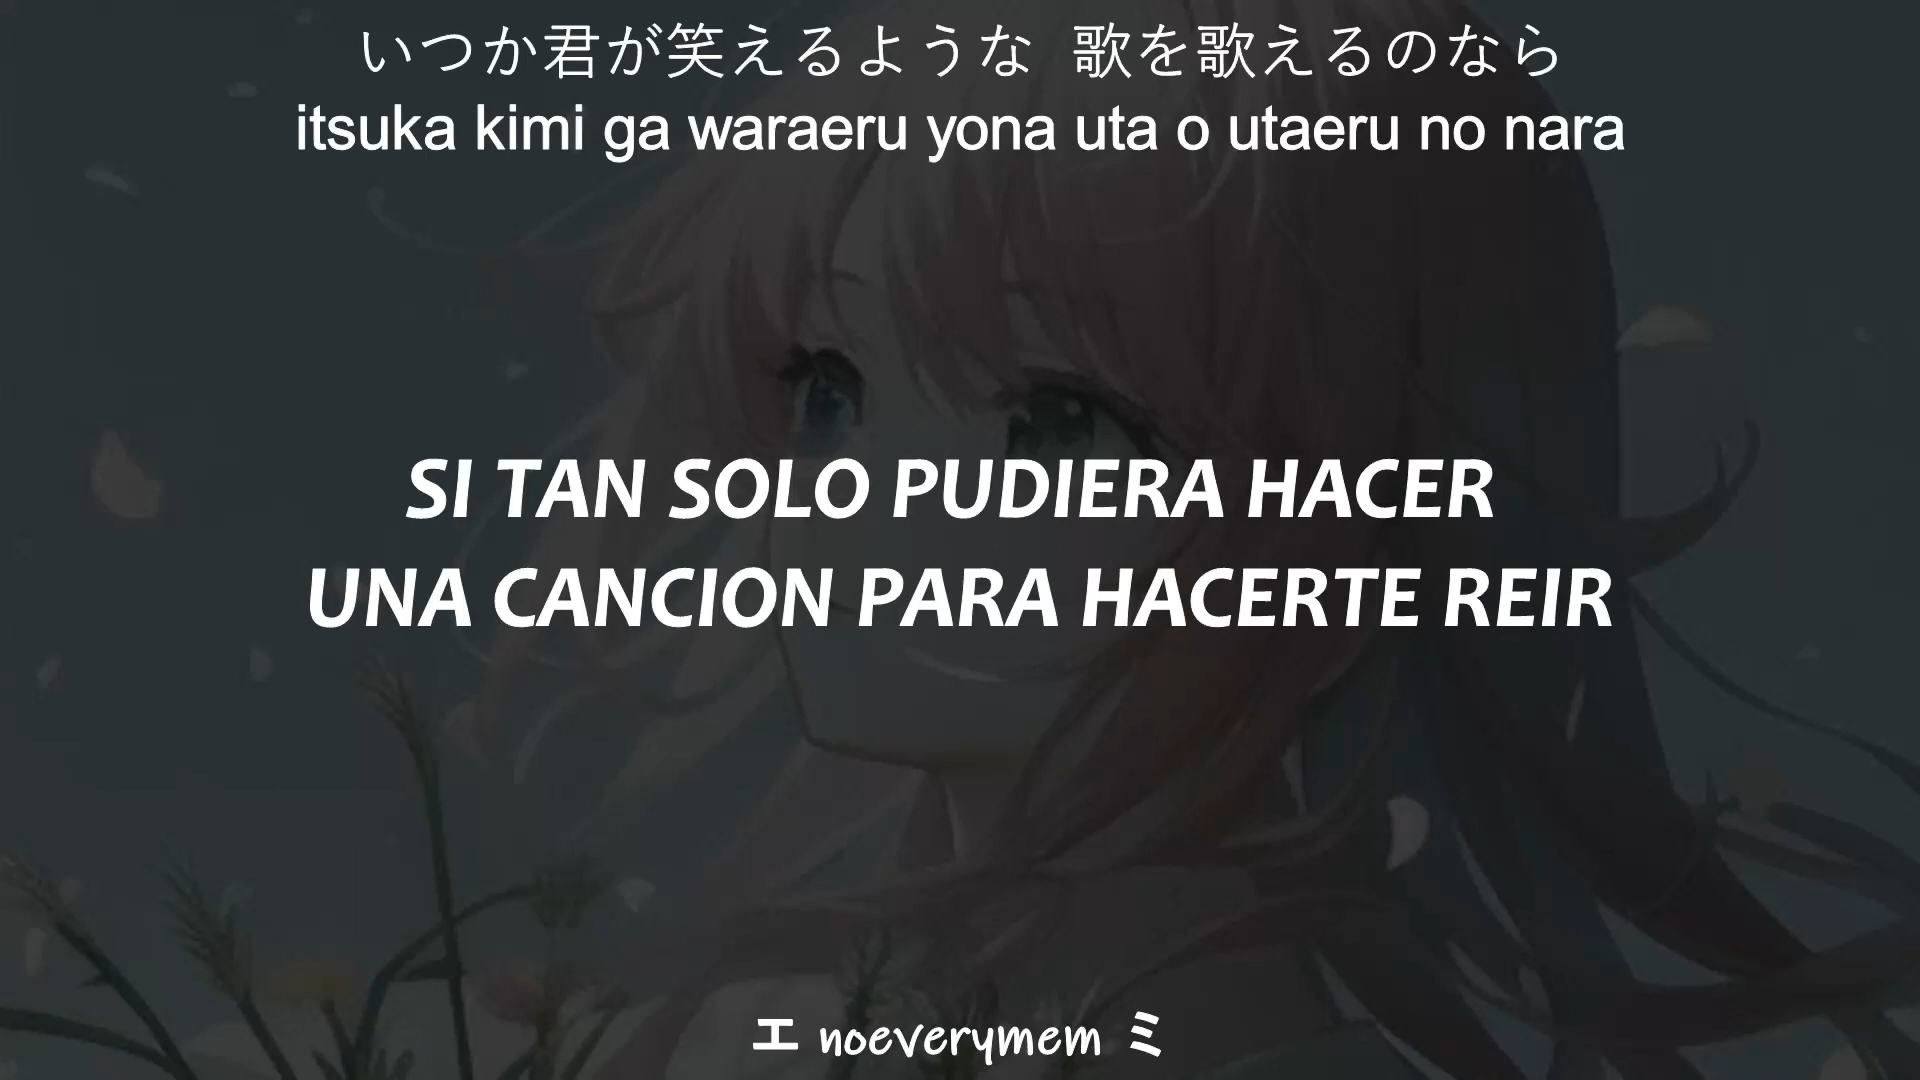 いつか君が笑えるような 歌を歌えるのなら
itsuka kimi ga waraeru yona uta o utaeru no nara
SI TAN SOLO PUDIERA HACER
UNA CANCION PARA HACERTE REIR
エ noeverymem ミ